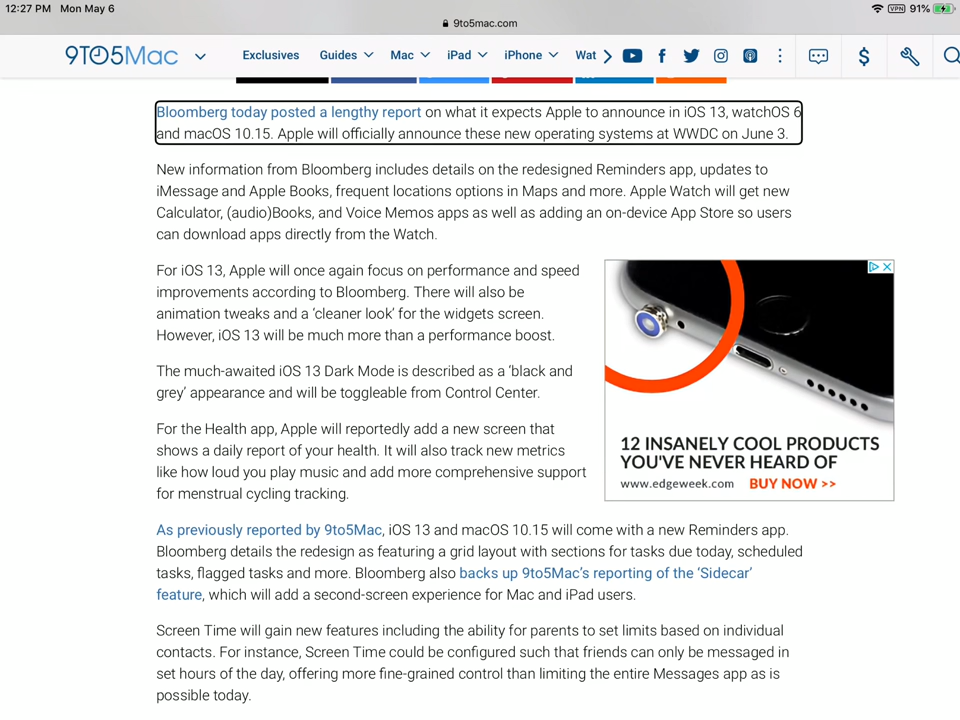 12:27 PM Mon May 6
VPN 91%
9to5mac.com
9TO5Mac Exclusives Guides Mac iPad iPhone Wat
Bloomberg today posted a lengthy report on what it expects Apple to announce in iOS 13, watchOS 6
and macOS 10.15. Apple will officially announce these new operating systems at WWDC on June 3.
New information from Bloomberg includes details on the redesigned Reminders app, updates to
iMessage and Apple Books, frequent locations options in Maps and more. Apple Watch will get new
Calculator, (audio)Books, and Voice Memos apps as well as adding an on-device App Store so users
can download apps directly from the Watch.
For iOS 13, Apple will once again focus on performance and speed
improvements according to Bloomberg. There will also be
animation tweaks and a ‘cleaner look’ for the widgets screen.
However, iOS 13 will be much more than a performance boost.
The much-awaited iOS 13 Dark Mode is described as a ‘black and
grey’ appearance and will be toggleable from Control Center.
For the Health app, Apple will reportedly add a new screen that
shows a daily report of your health. It will also track new metrics
like how loud you play music and add more comprehensive support
for menstrual cycling tracking.
12 INSANELY COOL PRODUCTS
YOU'VE NEVER HEARD OF
www.edgeweek.com BUY NOW >>
As previously reported by 9to5Mac, iOS 13 and macOS 10.15 will come with a new Reminders app.
Bloomberg details the redesign as featuring a grid layout with sections for tasks due today, scheduled
tasks, flagged tasks and more. Bloomberg also backs up 9to5Mac’s reporting of the ‘Sidecar’
feature, which will add a second-screen experience for Mac and iPad users.
Screen Time will gain new features including the ability for parents to set limits based on individual
contacts. For instance, Screen Time could be configured such that friends can only be messaged in
set hours of the day, offering more fine-grained control than limiting the entire Messages app as is
possible today.